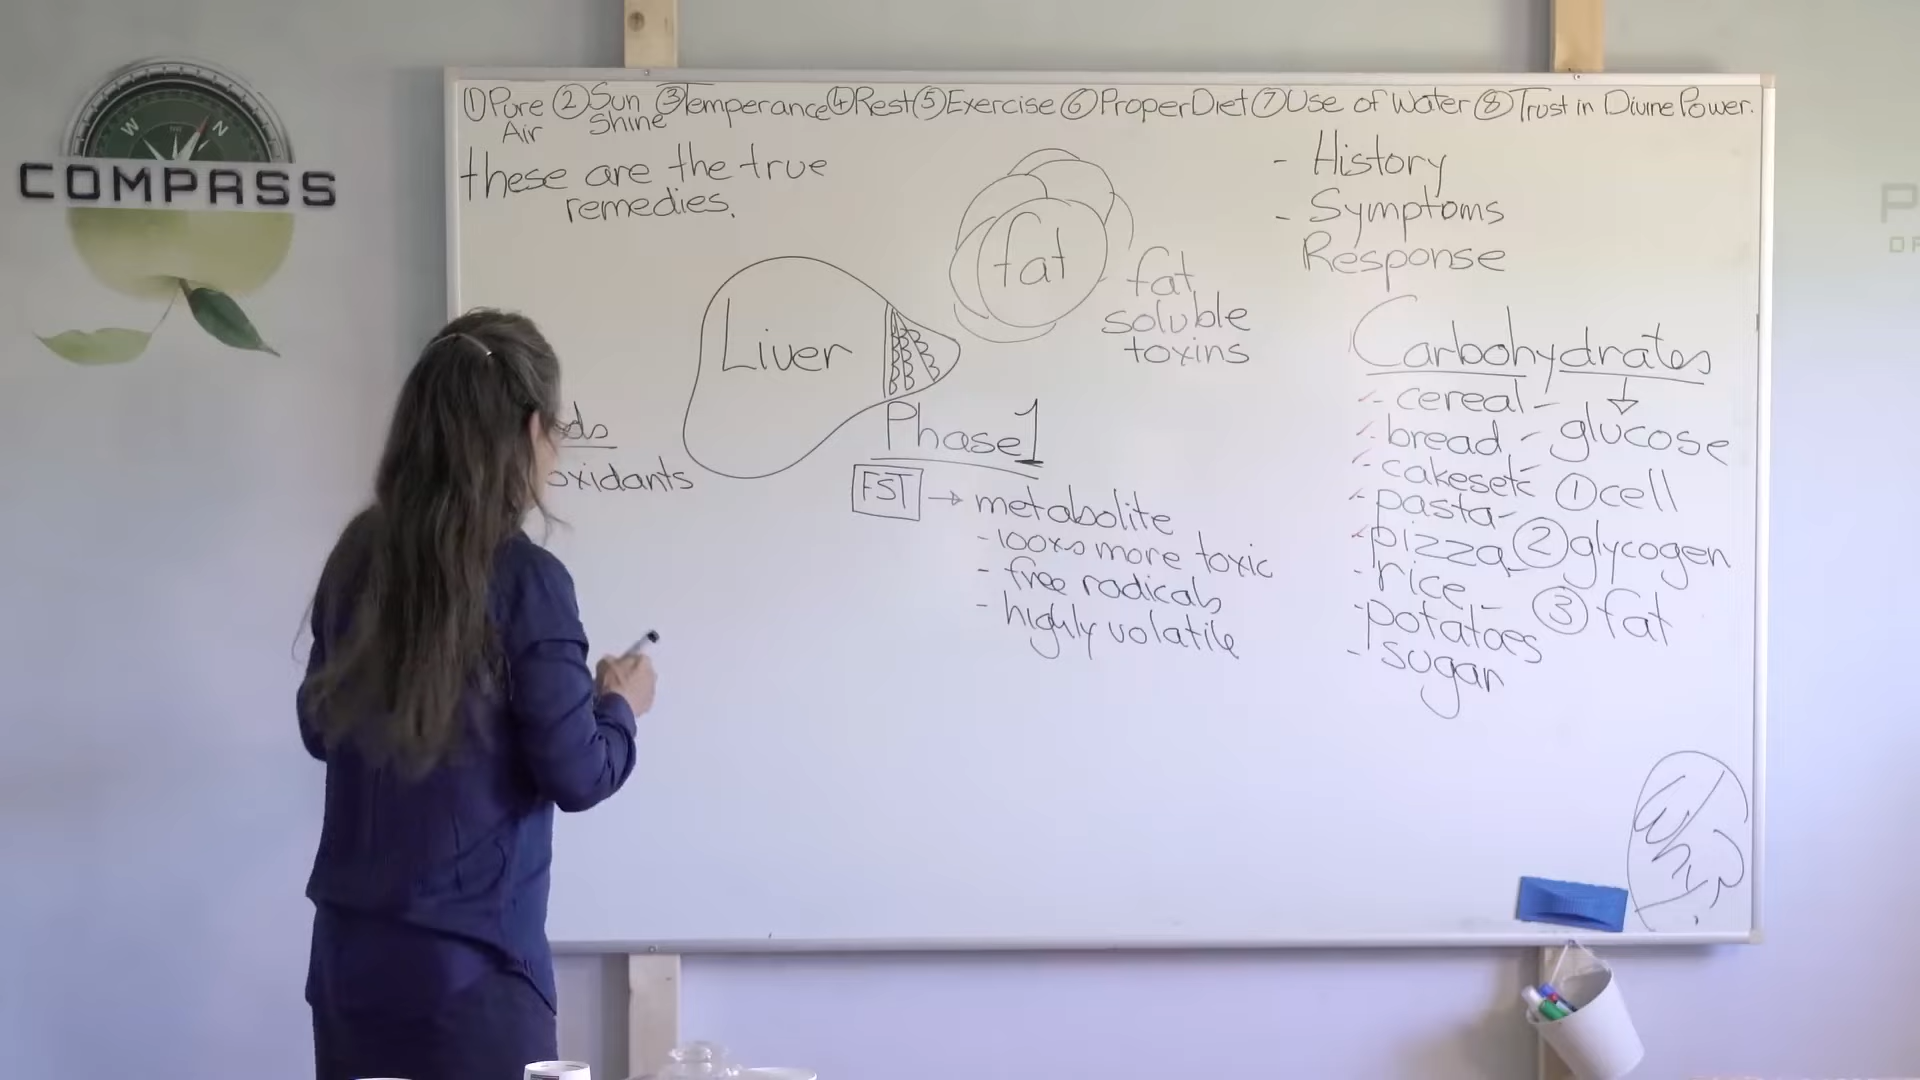 COMPASS
①Pure ②Sun ③Temperance ④Rest ⑤Exercise ⑥Proper Diet ⑦Use of Water ⑧Trust in Divine Power.
Air Shine
these are the true
remedies.
fat
fat
soluble
toxins
- History
- Symptoms
Response
Liver
Phase 1
FST → metabolite
- 100xs more toxic
- free radicals
- highly volatile
ds
oxidants
Carbohydrates
- cereal -
- bread -
- cakes etc -
- pasta -
- pizza
- rice -
- potatoes
- sugar
glucose
① cell
② glycogen
③ fat
Why?
P